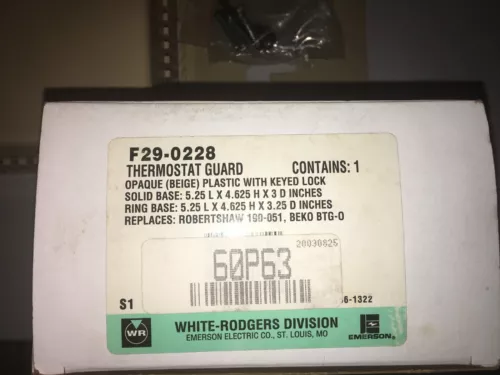 F29-0228
THERMOSTAT GUARD CONTAINS: 1
OPAQUE (BEIGE) PLASTIC WITH KEYED LOCK
SOLID BASE: 5.25 L X 4.625 H X 3 D INCHES
RING BASE: 5.25 L X 4.625 H X 3.25 D INCHES
REPLACES: ROBERTSHAW 190-051, BEKO BTG-O
20030825
60P63
S1 6-1322
WR WHITE-RODGERS DIVISION
EMERSON ELECTRIC CO., ST. LOUIS, MO EMERSON